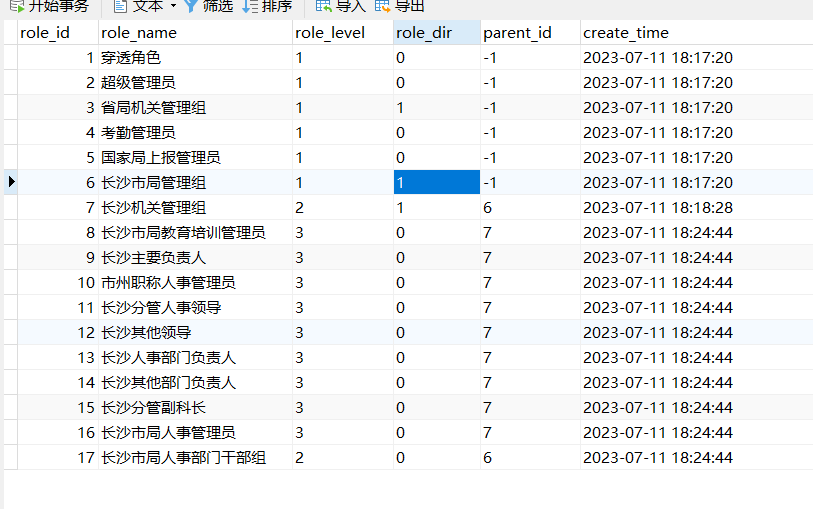 开始事务 文本 筛选 排序 导入 导出
role_id role_name role_level role_dir parent_id create_time
1 穿透角色 1 0 -1 2023-07-11 18:17:20
2 超级管理员 1 0 -1 2023-07-11 18:17:20
3 省局机关管理组 1 1 -1 2023-07-11 18:17:20
4 考勤管理员 1 0 -1 2023-07-11 18:17:20
5 国家局上报管理员 1 0 -1 2023-07-11 18:17:20
6 长沙市局管理组 1 1 -1 2023-07-11 18:17:20
7 长沙机关管理组 2 1 6 2023-07-11 18:18:28
8 长沙市局教育培训管理员 3 0 7 2023-07-11 18:24:44
9 长沙主要负责人 3 0 7 2023-07-11 18:24:44
10 市州职称人事管理员 3 0 7 2023-07-11 18:24:44
11 长沙分管人事领导 3 0 7 2023-07-11 18:24:44
12 长沙其他领导 3 0 7 2023-07-11 18:24:44
13 长沙人事部门负责人 3 0 7 2023-07-11 18:24:44
14 长沙其他部门负责人 3 0 7 2023-07-11 18:24:44
15 长沙分管副科长 3 0 7 2023-07-11 18:24:44
16 长沙市局人事管理员 3 0 7 2023-07-11 18:24:44
17 长沙市局人事部门干部组 2 0 6 2023-07-11 18:24:44